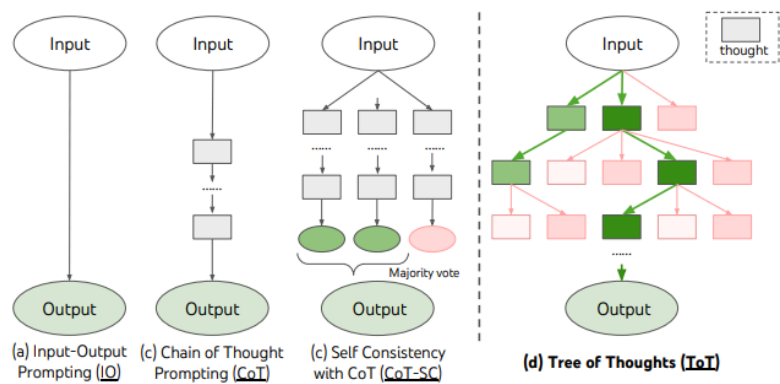 Input
Input
Input
Input
thought
......
......
......
......
......
Majority vote
Output
Output
Output
Output
(a) Input-Output
Prompting (IO)
(c) Chain of Thought
Prompting (CoT)
(c) Self Consistency
with CoT (CoT-SC)
(d) Tree of Thoughts (ToT)